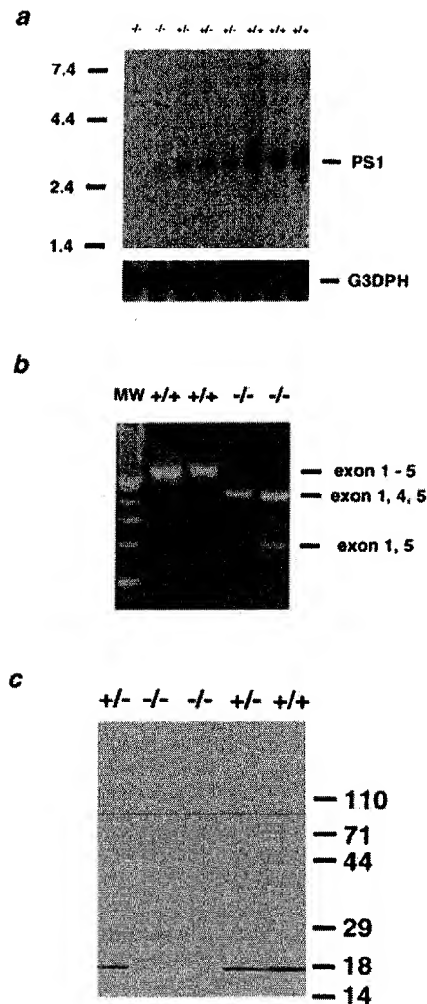 a
-/- -/- +/- +/- +/- +/+ +/+ +/+
7.4
4.4
PS1
2.4
1.4
G3DPH
b
MW +/+ +/+ -/- -/-
exon 1 - 5
exon 1, 4, 5
exon 1, 5
c
+/- -/- -/- +/- +/+
110
71
44
29
18
14